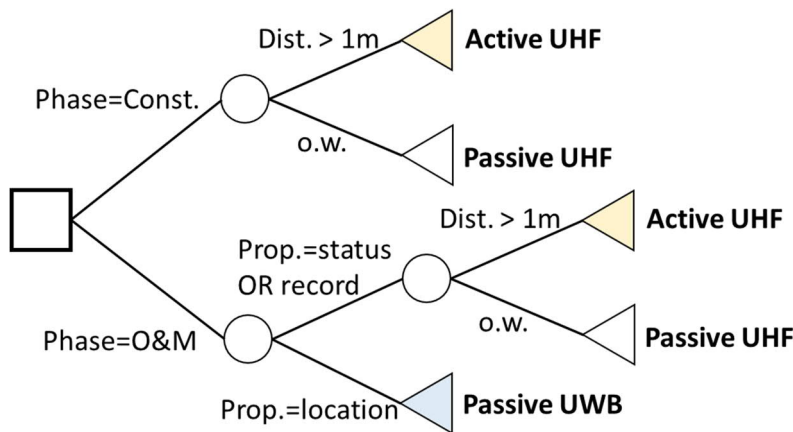 Dist. > 1m
Active UHF
Phase=Const.
o.w.
Passive UHF
Dist. > 1m
Active UHF
Prop.=status
OR record
o.w.
Passive UHF
Phase=O&M
Prop.=location
Passive UWB